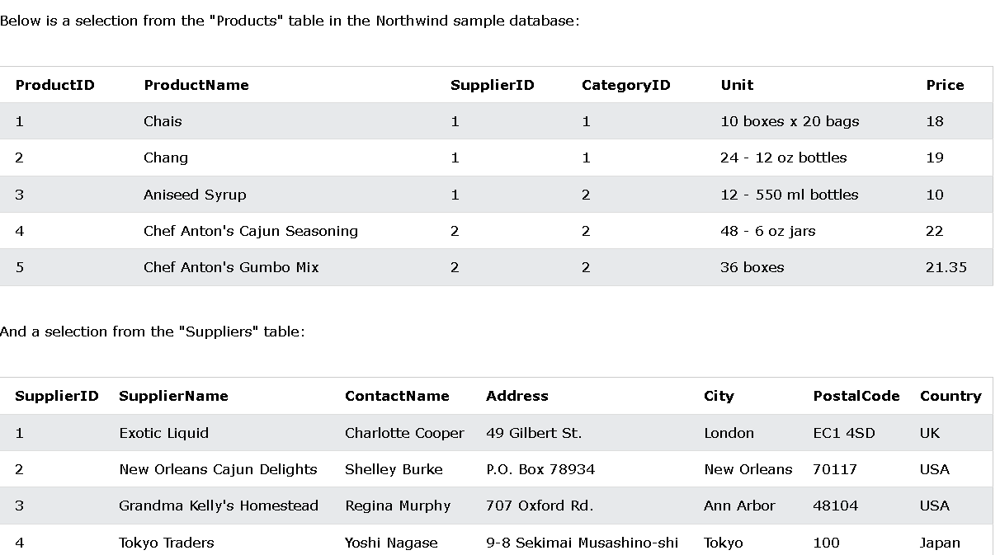 Below is a selection from the "Products" table in the Northwind sample database:
ProductID ProductName SupplierID CategoryID Unit Price
1 Chais 1 1 10 boxes x 20 bags 18
2 Chang 1 1 24 - 12 oz bottles 19
3 Aniseed Syrup 1 2 12 - 550 ml bottles 10
4 Chef Anton's Cajun Seasoning 2 2 48 - 6 oz jars 22
5 Chef Anton's Gumbo Mix 2 2 36 boxes 21.35
And a selection from the "Suppliers" table:
SupplierID SupplierName ContactName Address City PostalCode Country
1 Exotic Liquid Charlotte Cooper 49 Gilbert St. London EC1 4SD UK
2 New Orleans Cajun Delights Shelley Burke P.O. Box 78934 New Orleans 70117 USA
3 Grandma Kelly's Homestead Regina Murphy 707 Oxford Rd. Ann Arbor 48104 USA
4 Tokyo Traders Yoshi Nagase 9-8 Sekimai Musashino-shi Tokyo 100 Japan